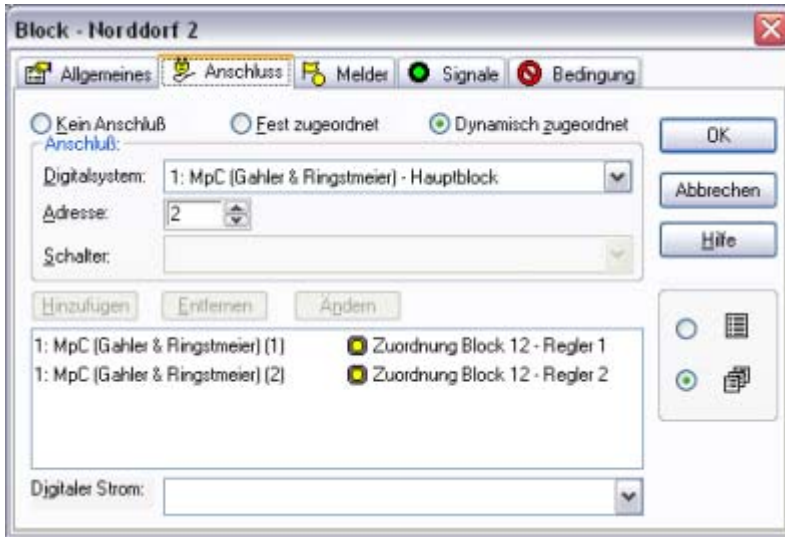 Block - Norddorf 2
Allgemeines Anschluss Melder Signale Bedingung
Kein Anschluß Fest zugeordnet Dynamisch zugeordnet
Anschluß:
Digitalsystem: 1: MpC (Gahler & Ringstmeier) - Hauptblock
Adresse: 2
Schalter:
Hinzufügen Entfernen Ändern
1: MpC (Gahler & Ringstmeier) (1) Zuordnung Block 12 - Regler 1
1: MpC (Gahler & Ringstmeier) (2) Zuordnung Block 12 - Regler 2
Digitaler Strom:
OK
Abbrechen
Hilfe